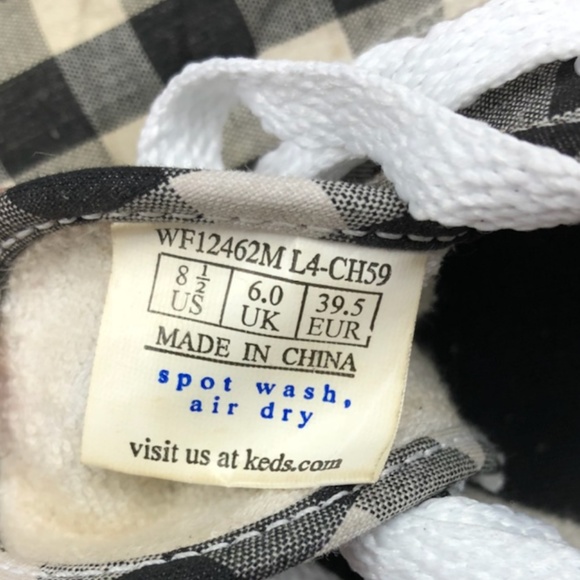 WF12462M L4-CH59
8 1/2 6.0 39.5
US UK EUR
MADE IN CHINA
spot wash,
air dry
visit us at keds.com